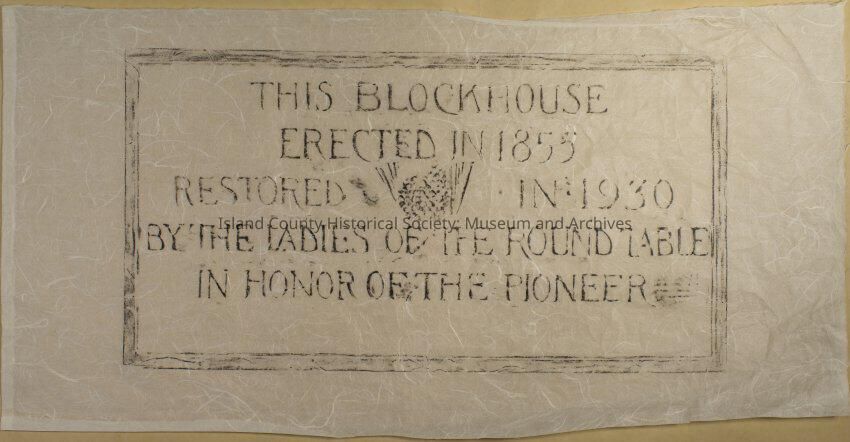 THIS BLOCKHOUSE
ERECTED IN 1855
RESTORED IN 1930
Island County Historical Society: Museum and Archives
BY THE LADIES OF THE ROUND TABLE
IN HONOR OF THE PIONEER